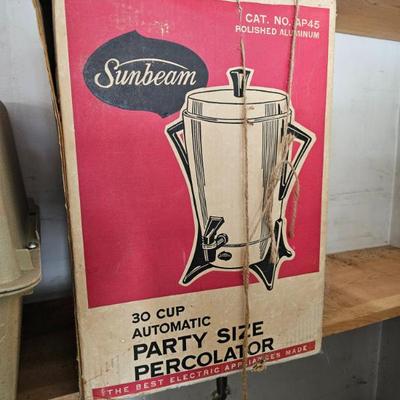 CAT. NO. AP45
POLISHED ALUMINUM
Sunbeam
30 CUP
AUTOMATIC
PARTY SIZE
PERCOLATOR
THE BEST ELECTRIC APPLIANCES MADE